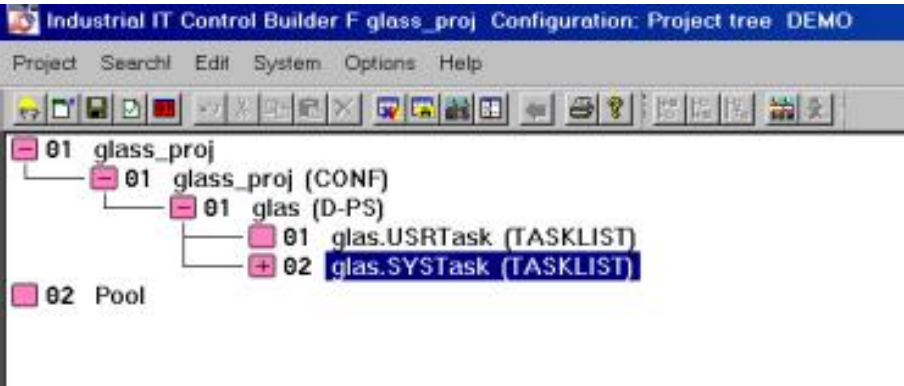 Industrial IT Control Builder F glass_proj Configuration: Project tree DEMO
Project Search! Edit System Options Help
01 glass_proj
01 glass_proj (CONF)
01 glas (D-PS)
01 glas.USRTask (TASKLIST)
02 glas.SYSTask (TASKLIST)
02 Pool